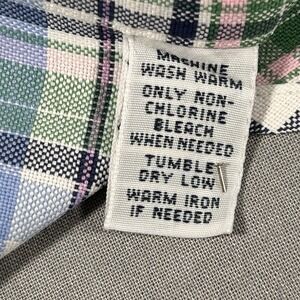 MACHINE
WASH WARM
ONLY NON-
CHLORINE
BLEACH
WHEN NEEDED
TUMBLE
DRY LOW
WARM IRON
IF NEEDED